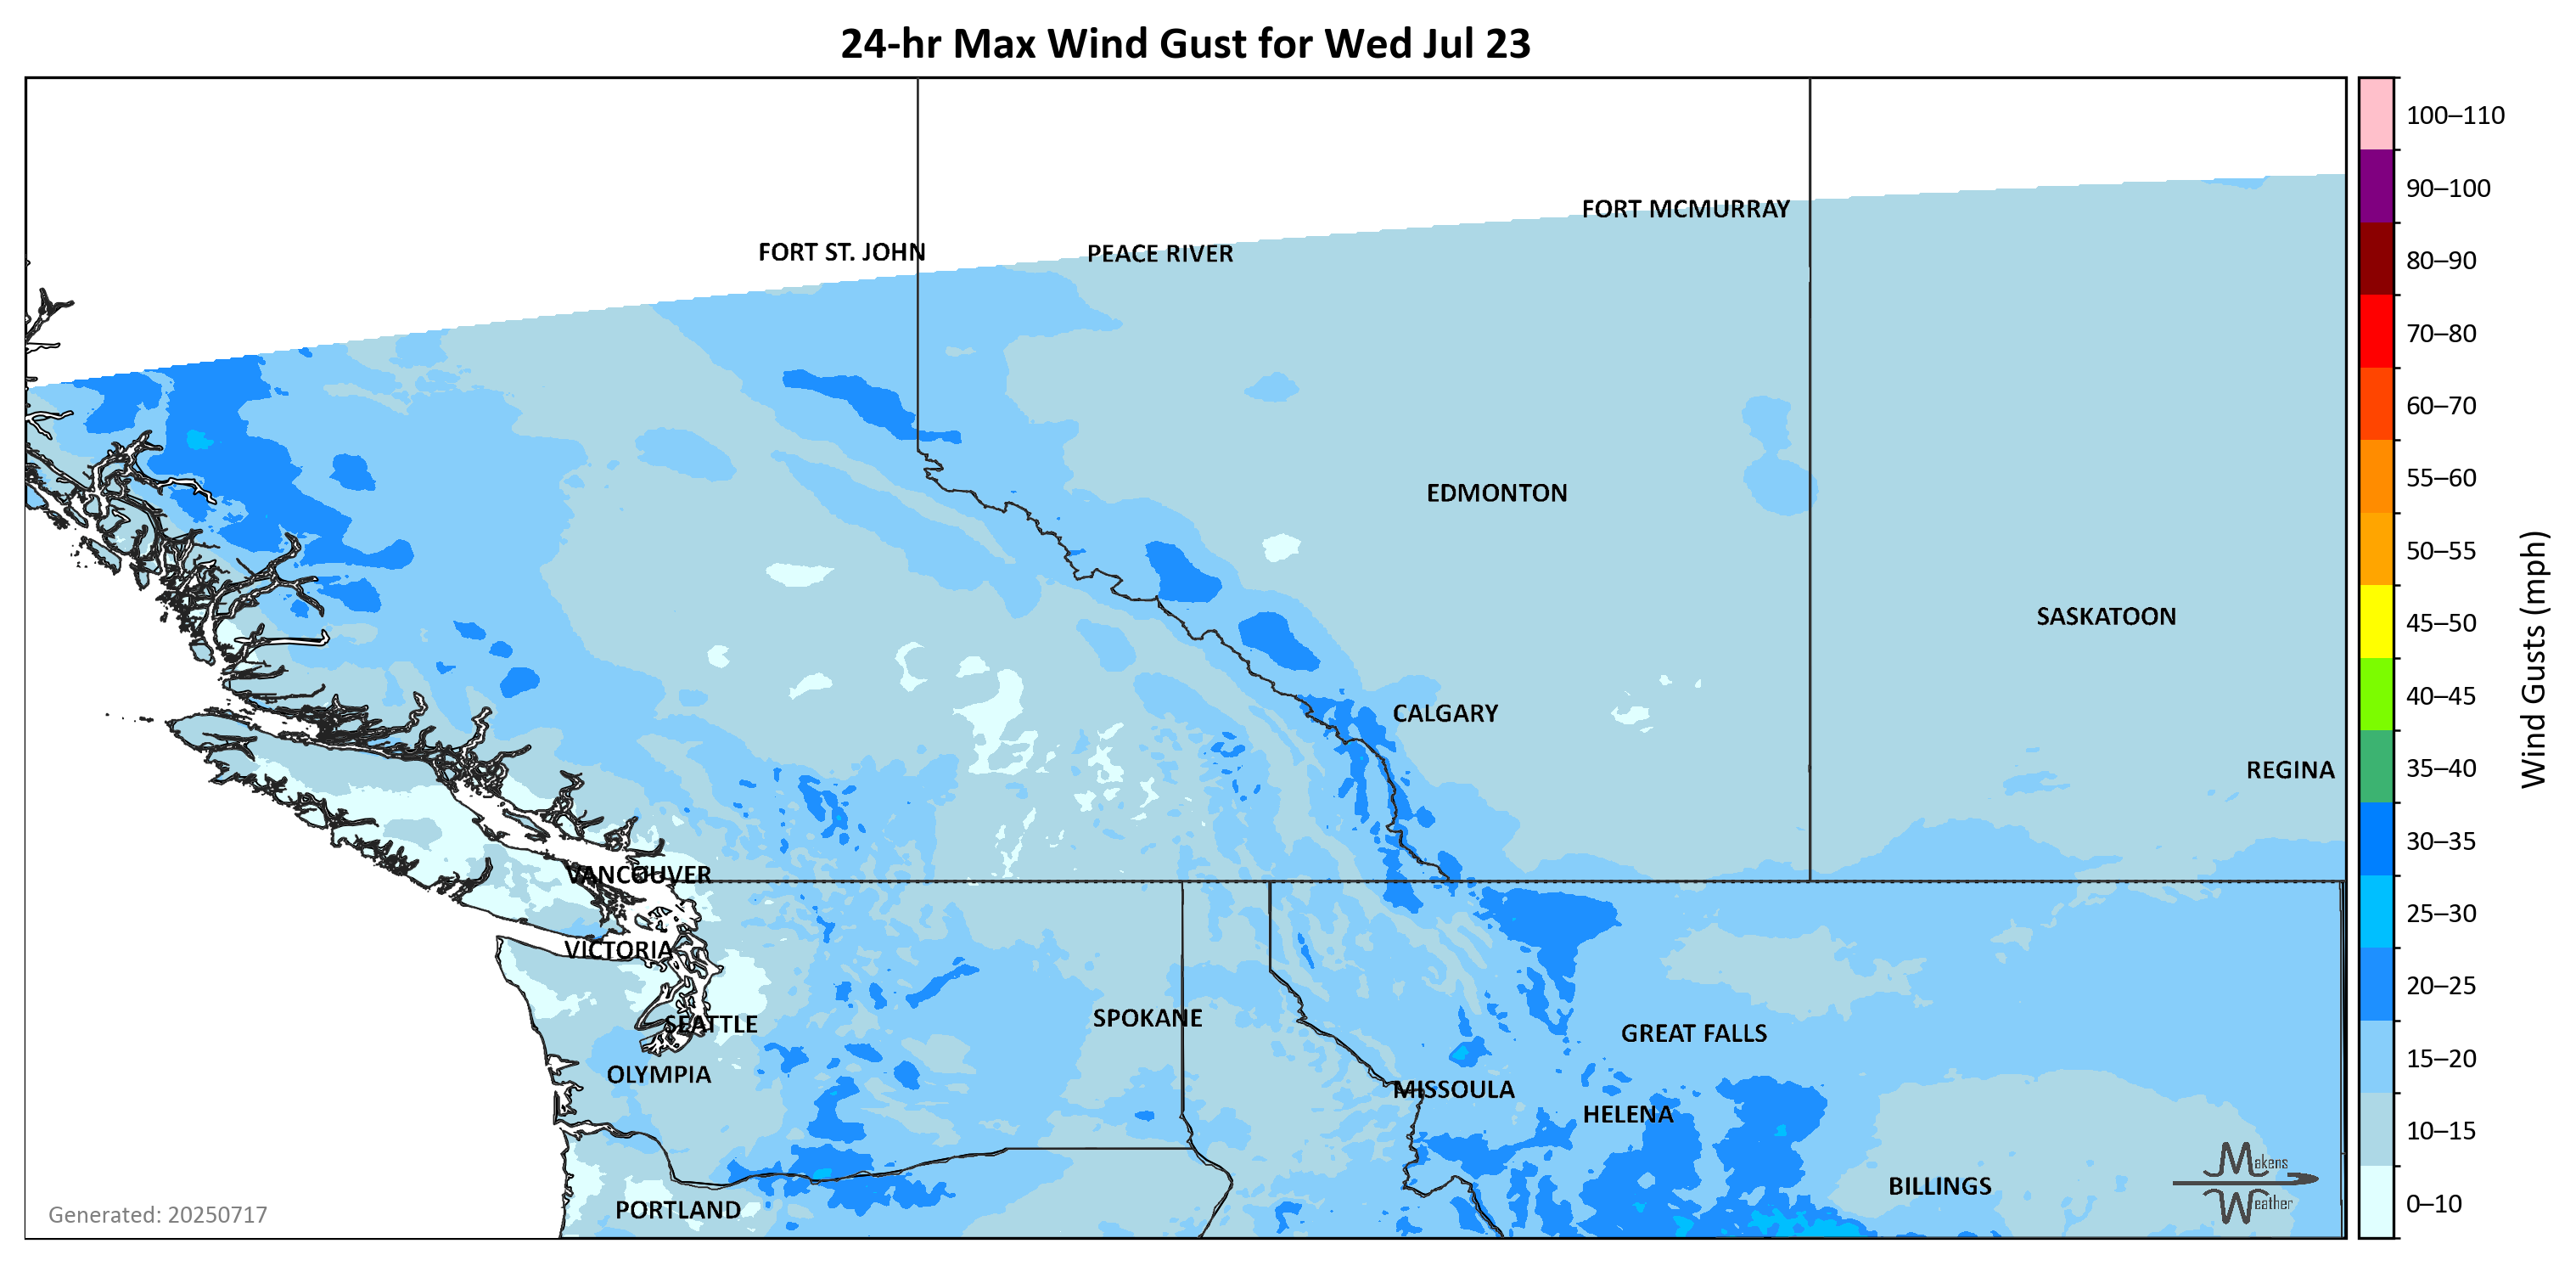 24-hr Max Wind Gust for Wed Jul 23
100–110
90–100
80–90
70–80
60–70
55–60
50–55
45–50
40–45
35–40
30–35
25–30
20–25
15–20
10–15
0–10
Wind Gusts (mph)
FORT MCMURRAY
FORT ST. JOHN
PEACE RIVER
EDMONTON
SASKATOON
CALGARY
REGINA
VANCOUVER
VICTORIA
SPOKANE
SEATTLE
GREAT FALLS
OLYMPIA
MISSOULA
HELENA
BILLINGS
PORTLAND
Makens
Weather
Generated: 20250717